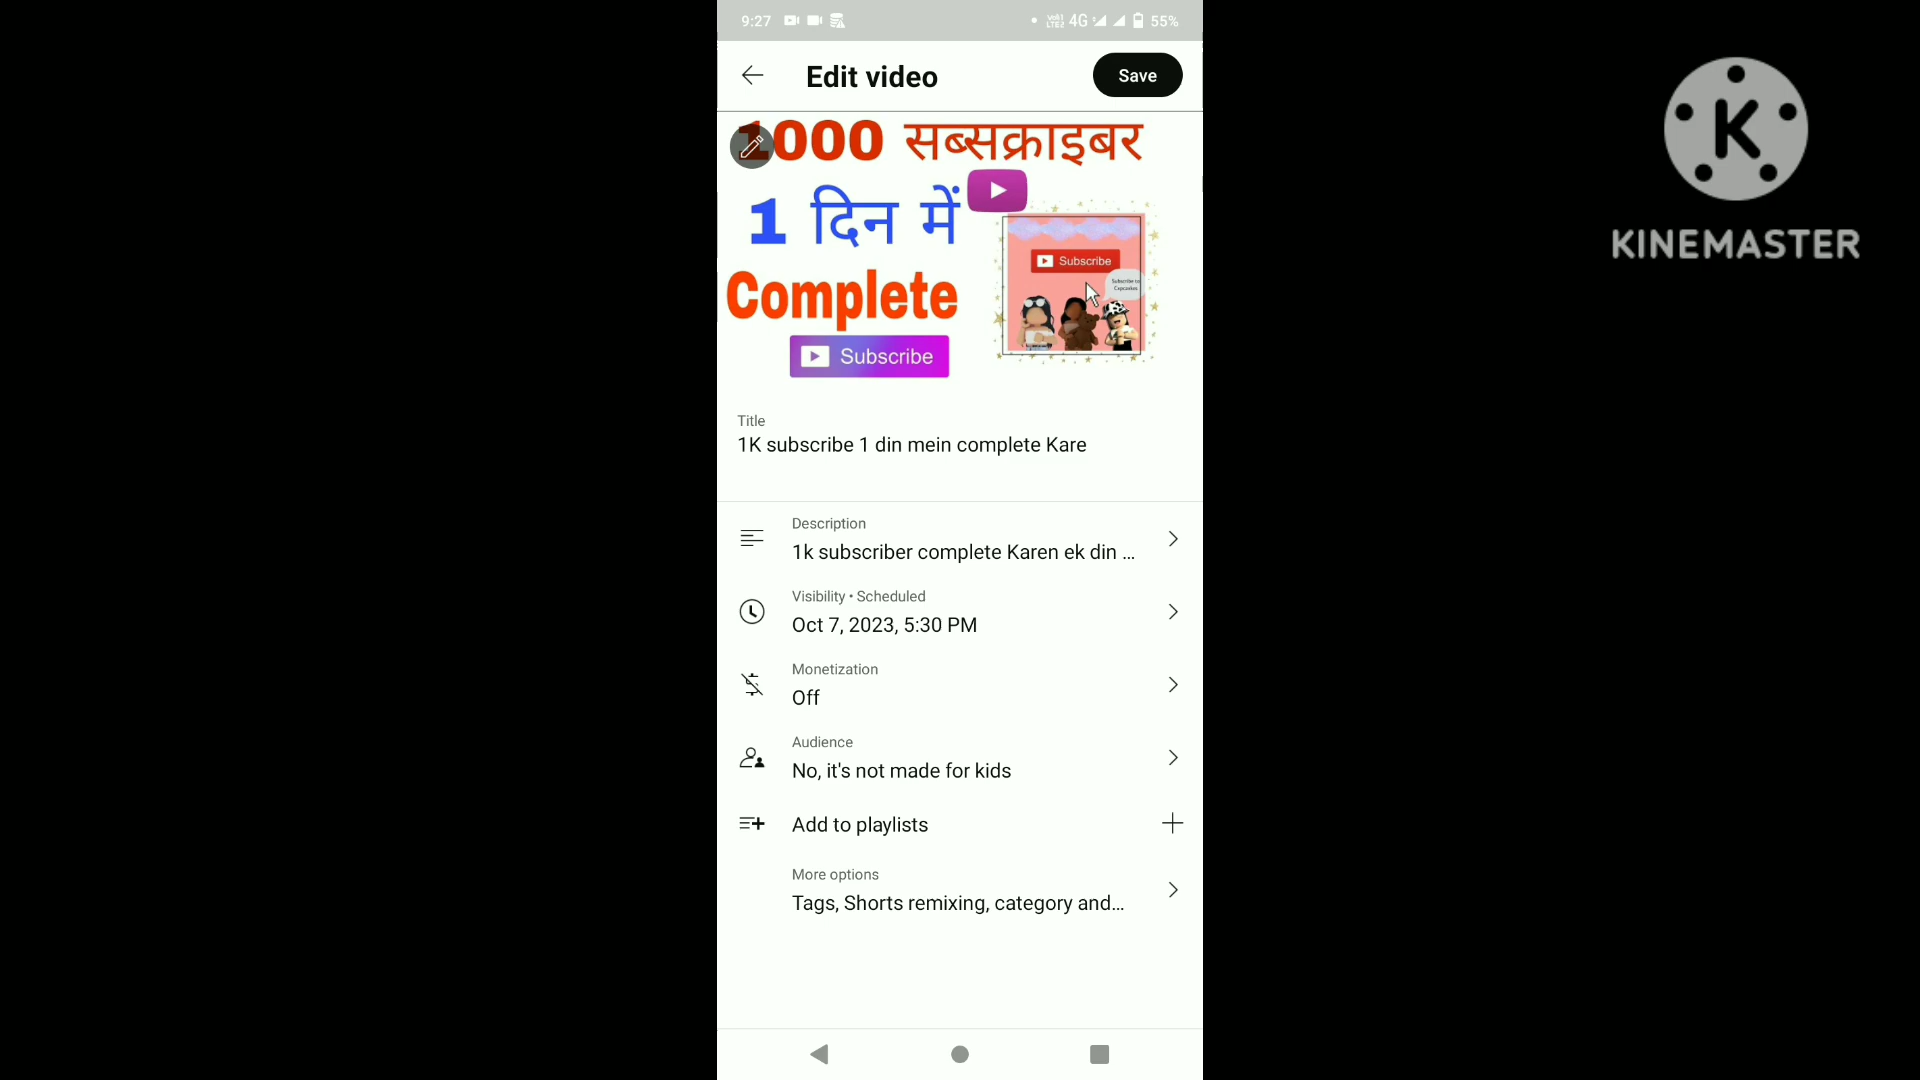 9:27
4G
55%
Edit video
Save
1000 सब्सक्राइबर
1 दिन में
Complete
Subscribe
Subscribe
Title
1K subscribe 1 din mein complete Kare
Description
1k subscriber complete Karen ek din ...
Visibility • Scheduled
Oct 7, 2023, 5:30 PM
Monetization
Off
Audience
No, it's not made for kids
Add to playlists
More options
Tags, Shorts remixing, category and...
K
KINEMASTER